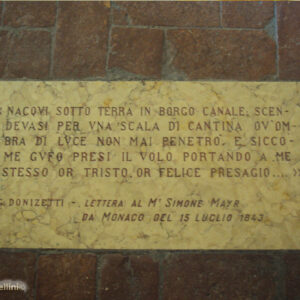 « NACQVI SOTTO TERRA IN BORGO CANALE; SCEN-
DEVASI PER VNA SCALA DI CANTINA OV'OM-
BRA DI LVCE NON MAI PENETRÒ. E SICCO-
ME GVFO PRESI IL VOLO, PORTANDO A ME
STESSO OR TRISTO, OR FELICE PRESAGIO.... »
G. DONIZETTI -. LETTERA AL Mº SIMONE MAYR
DA MONACO DEL 15 LUGLIO 1843.
ellini